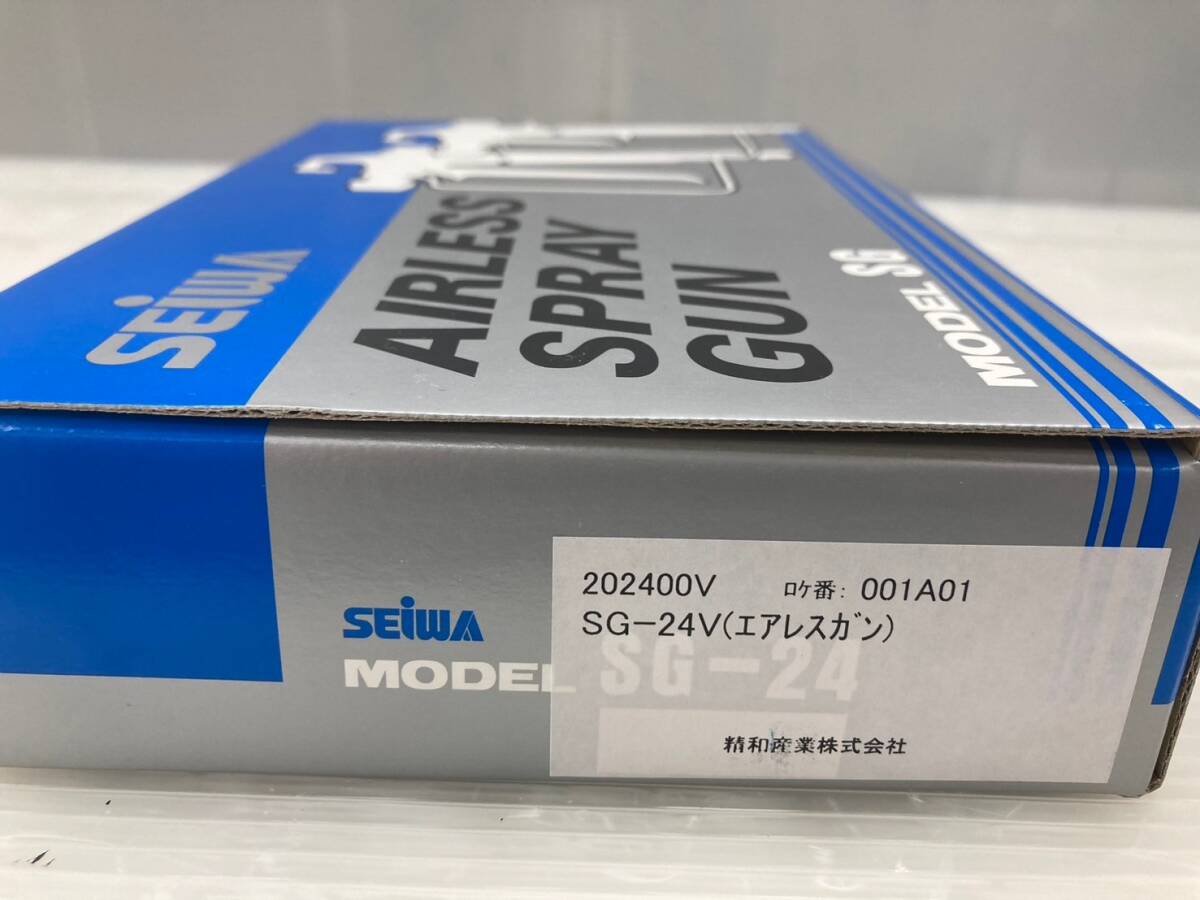 SEiWA
AIRLESS
SPRAY
GUN
MODEL SG
SEiWA
MODEL SG-24
202400V ﾛｹ番: 001A01
SG-24V(ｴｱﾚｽｶﾞﾝ)
精和産業株式会社